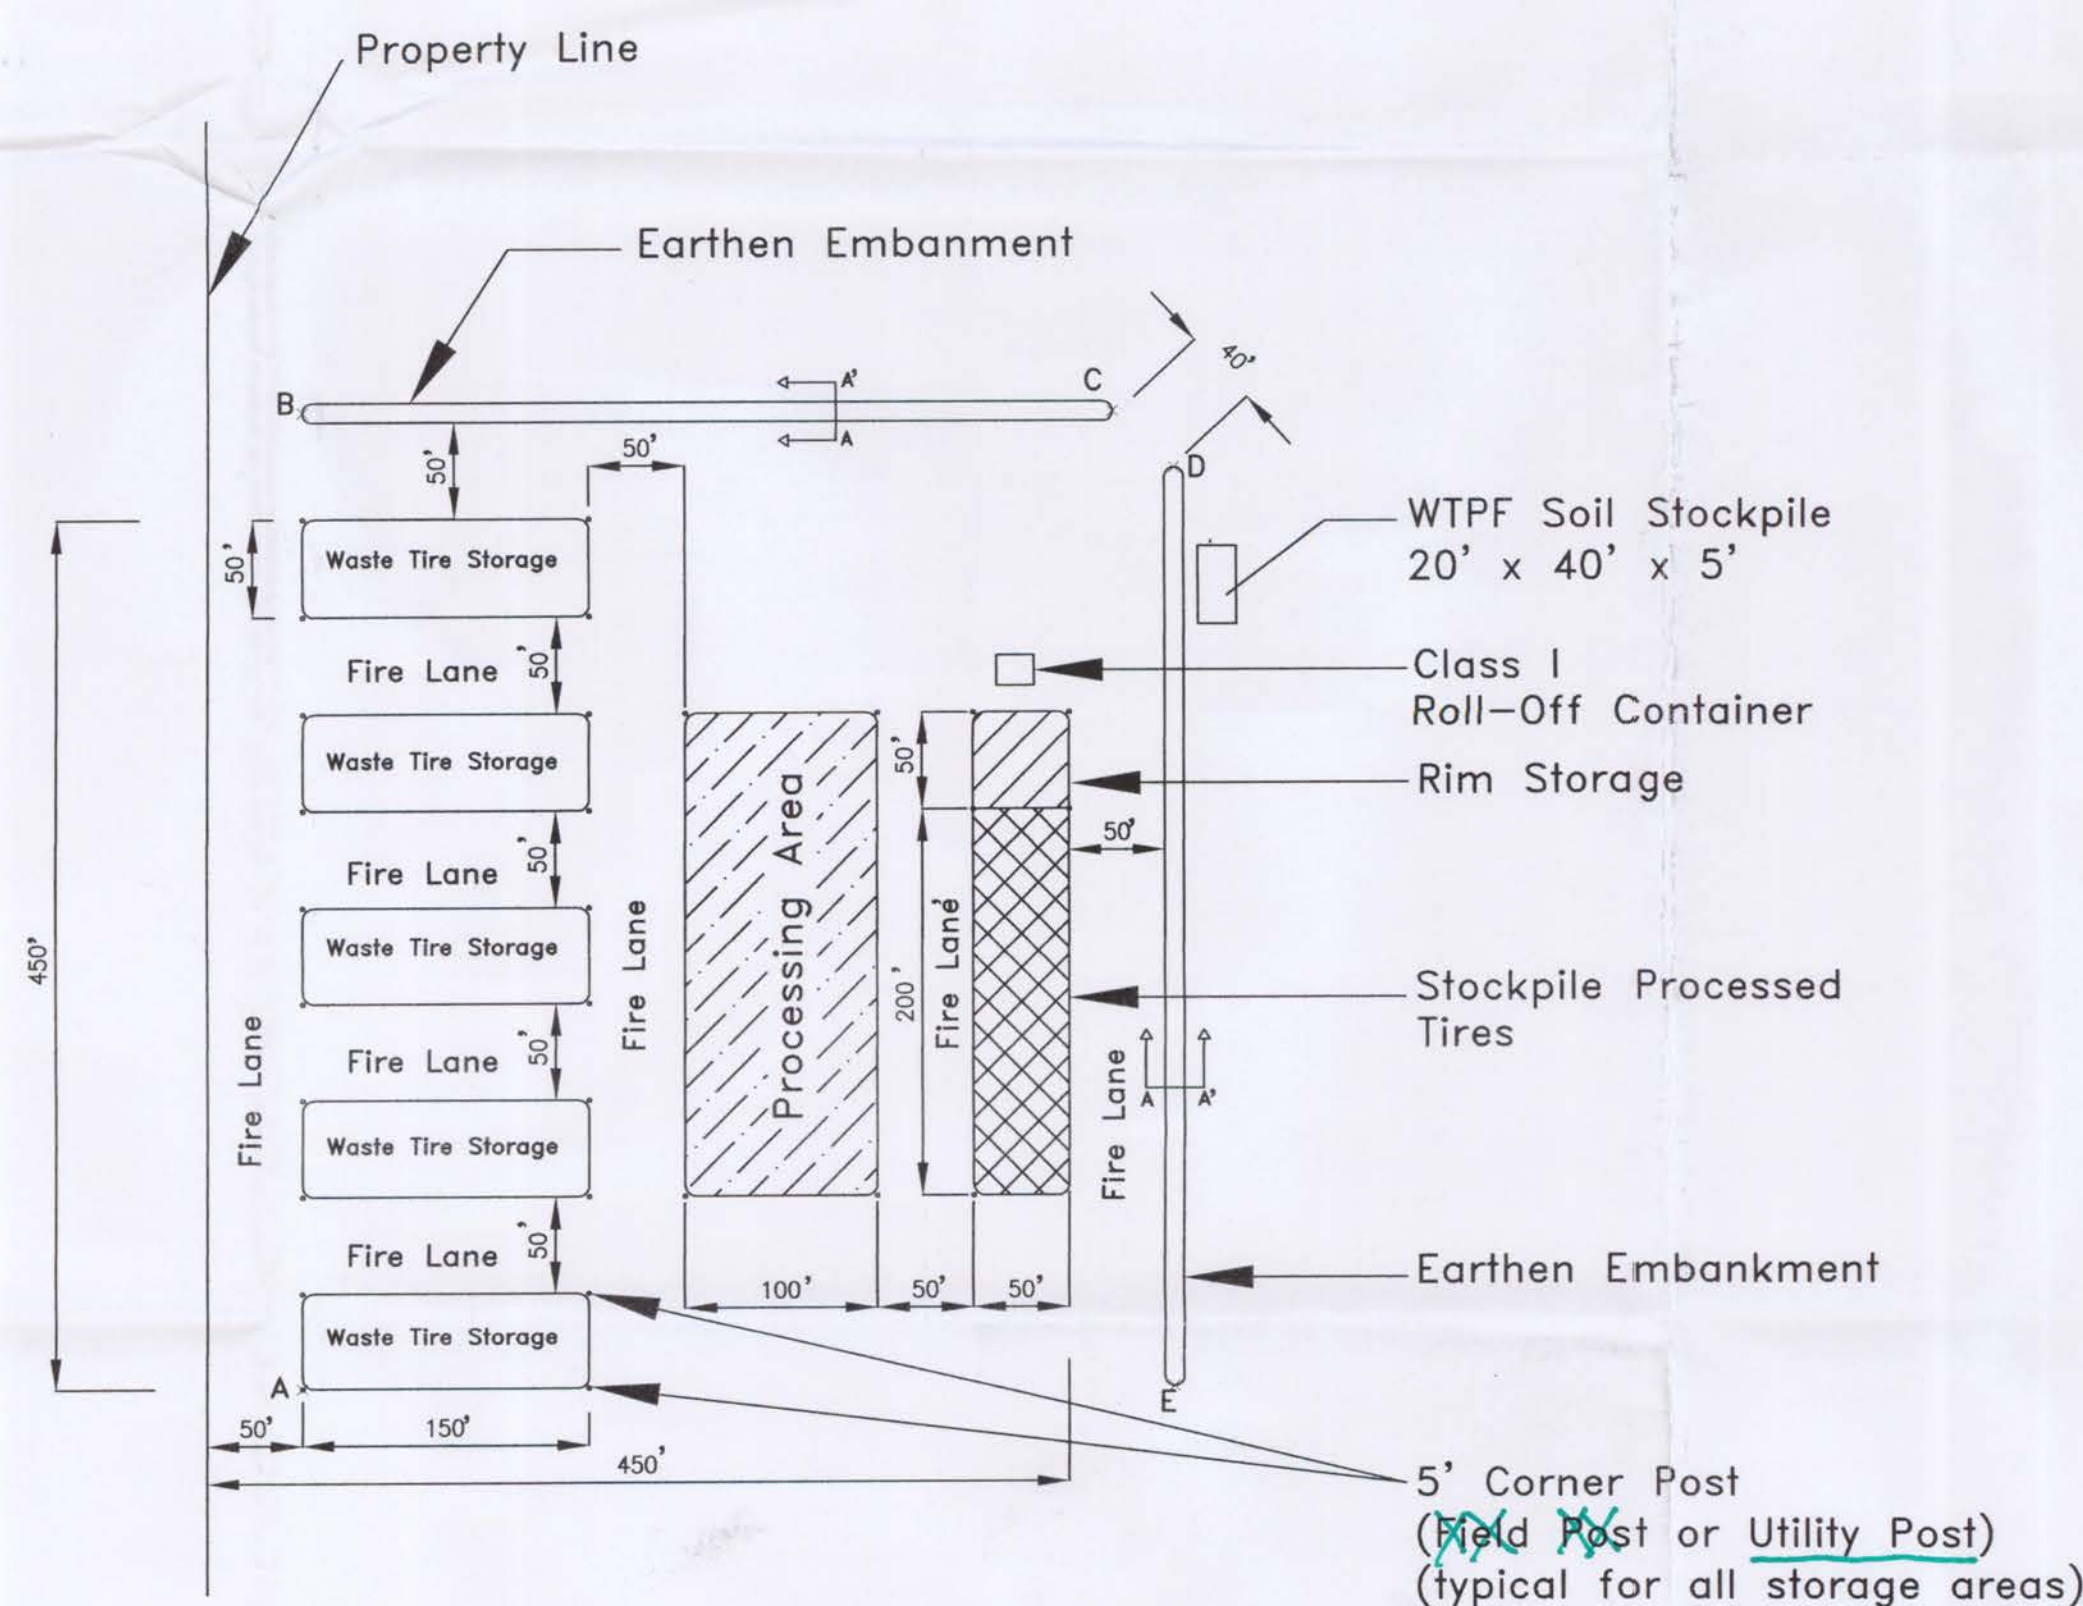 Property Line
Earthen Embanment
40'
B
C
A'
A
50'
50'
D
WTPF Soil Stockpile
20' x 40' x 5'
450'
50'
Waste Tire Storage
Fire Lane
50'
Class I
Roll-Off Container
Waste Tire Storage
50'
Rim Storage
Fire Lane
50'
50'
Waste Tire Storage
Fire Lane
Processing Area
200'
Fire Lane
Stockpile Processed
Tires
Fire Lane
50'
Fire Lane
Fire Lane
A
A'
Waste Tire Storage
Fire Lane
50'
Earthen Embankment
100'
50'
50'
Waste Tire Storage
A
E
50'
150'
450'
5' Corner Post
(Field Post or Utility Post)
(typical for all storage areas)